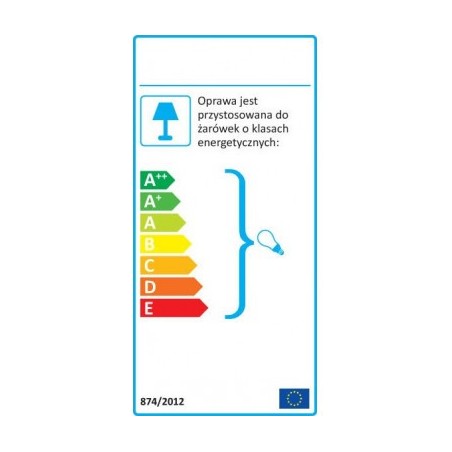 Oprawa jest
przystosowana do
żarówek o klasach
energetycznych:
A++
A+
A
B
C
D
E
874/2012